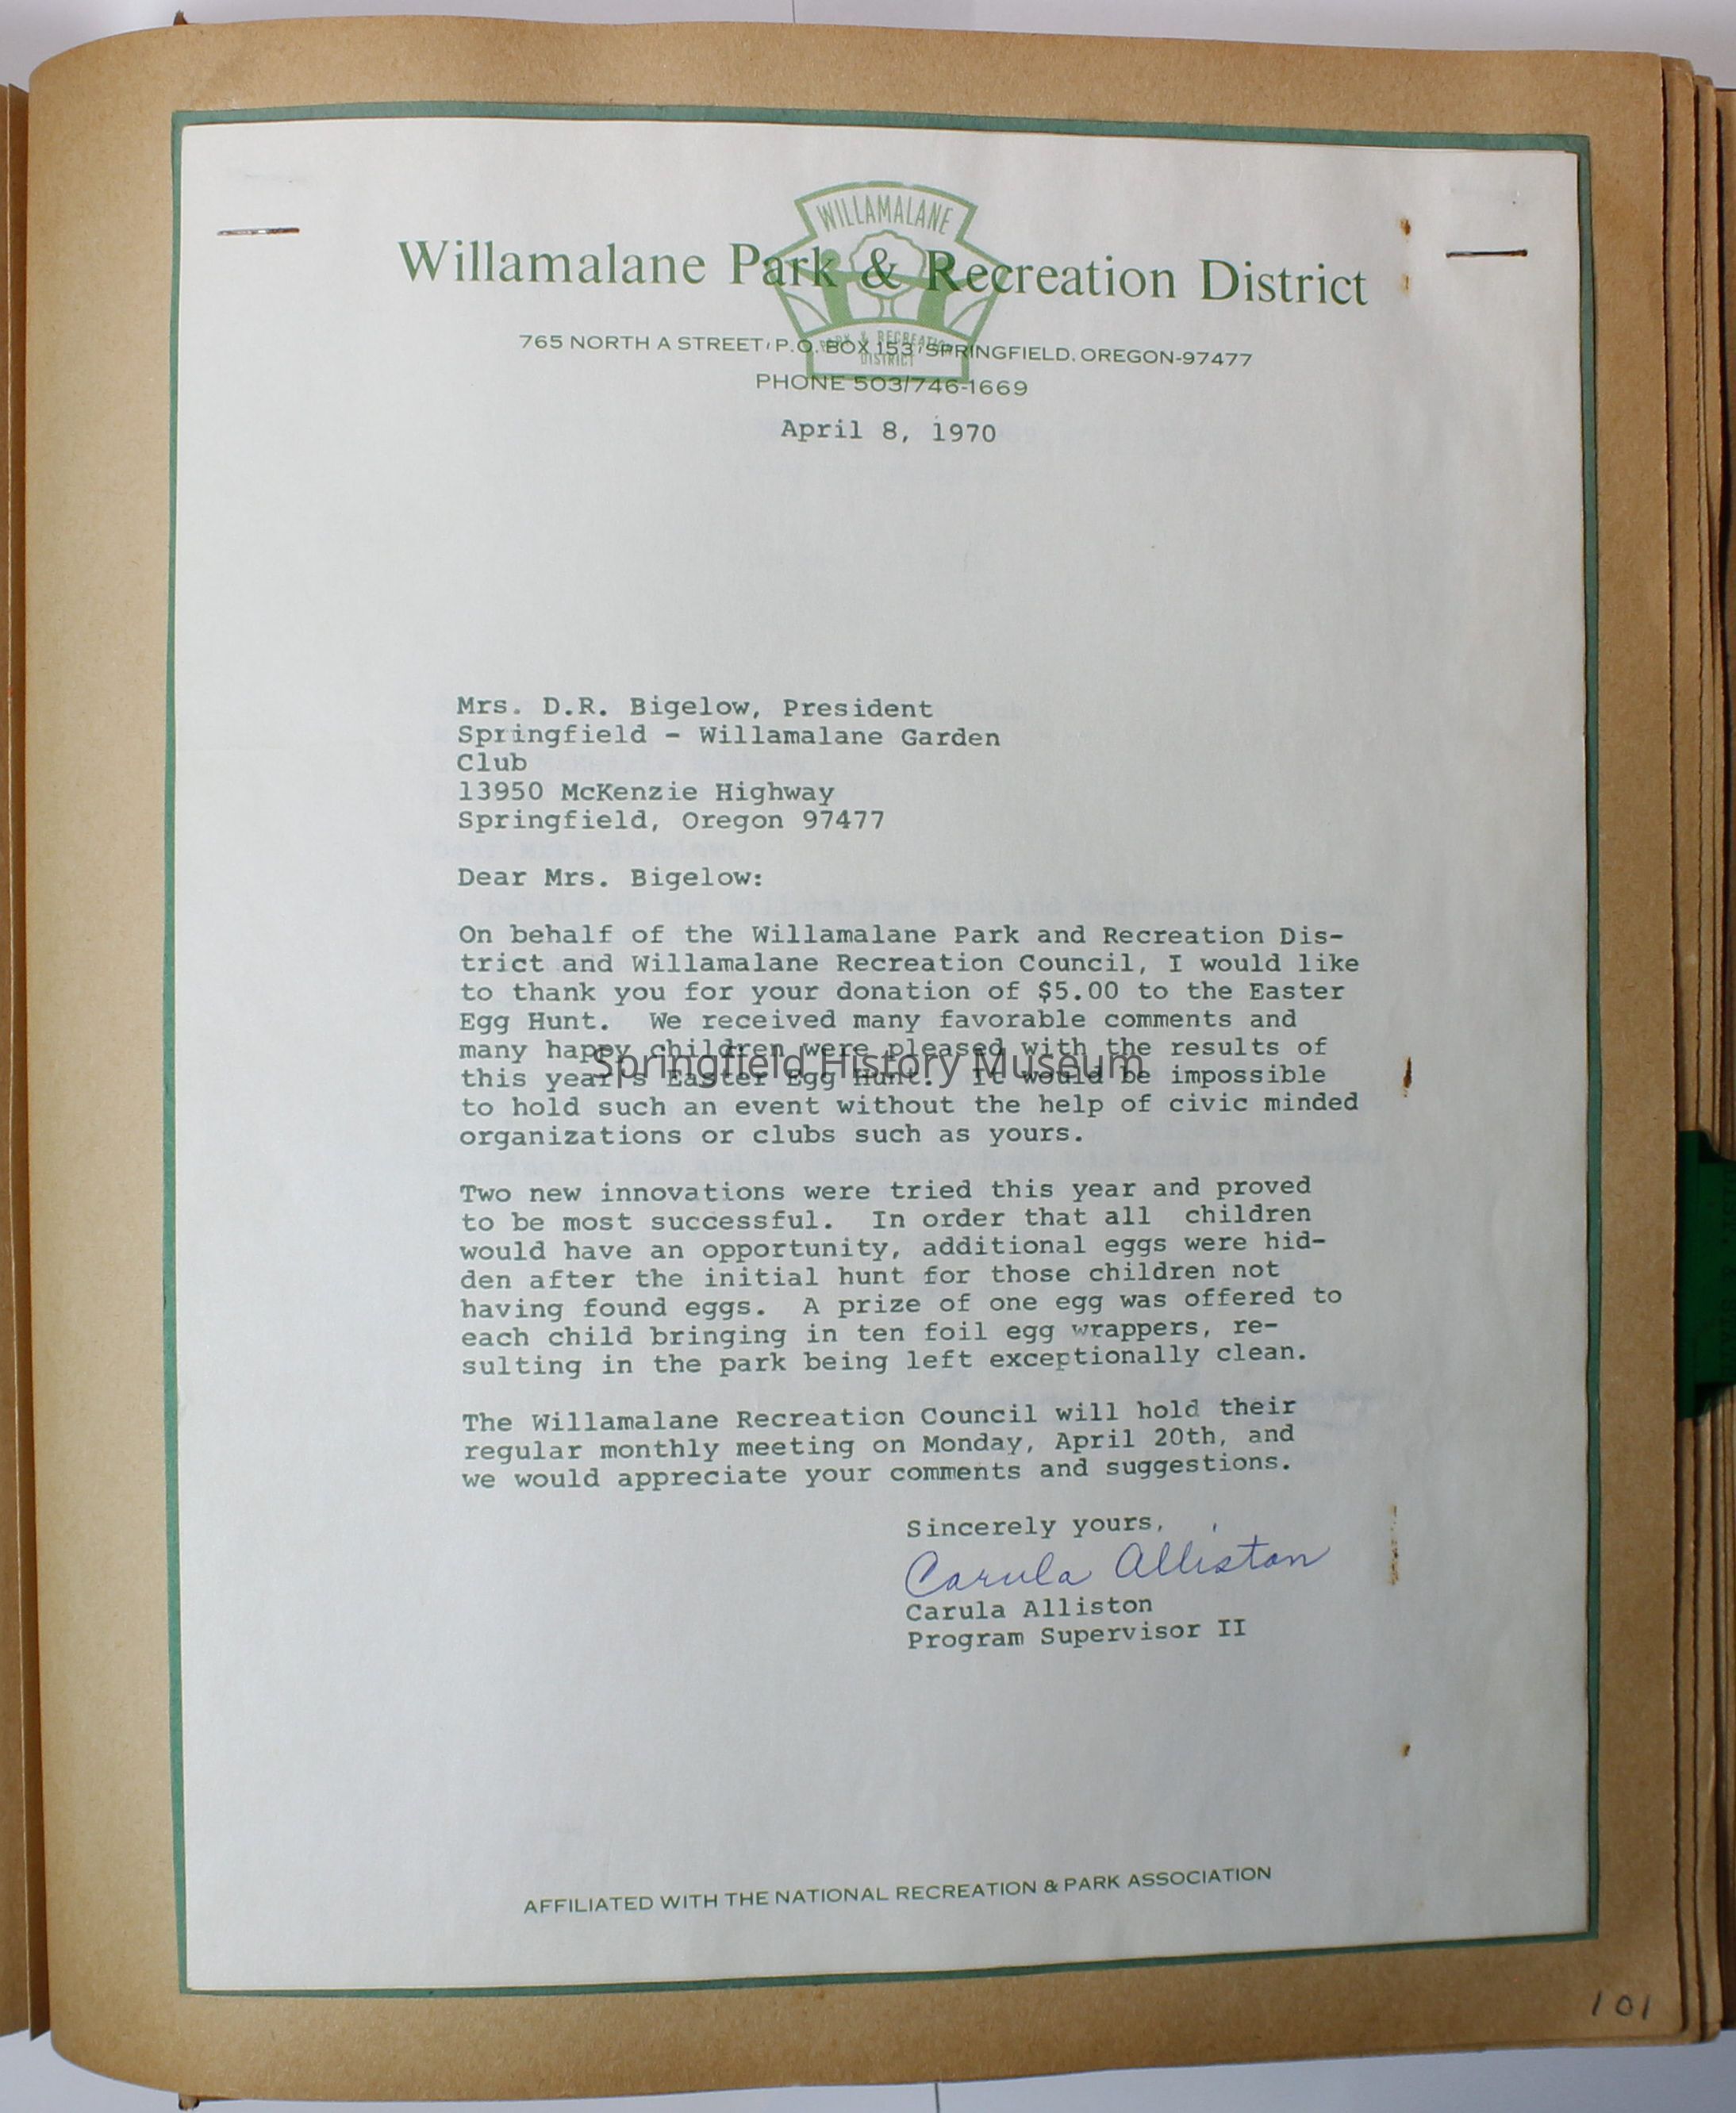 WILLAMALANE
Willamalane Park & Recreation District
PARK & RECREATION
DISTRICT
765 NORTH A STREET/P.O. BOX 153/SPRINGFIELD, OREGON-97477
PHONE 503/746-1669
April 8, 1970
Mrs. D.R. Bigelow, President
Springfield - Willamalane Garden
Club
13950 McKenzie Highway
Springfield, Oregon 97477
Dear Mrs. Bigelow:
On behalf of the Willamalane Park and Recreation Dis-
trict and Willamalane Recreation Council, I would like
to thank you for your donation of $5.00 to the Easter
Egg Hunt. We received many favorable comments and
many happy children were pleased with the results of
Springfield History Museum
this year's Easter Egg Hunt. It would be impossible
to hold such an event without the help of civic minded
organizations or clubs such as yours.
Two new innovations were tried this year and proved
to be most successful. In order that all children
would have an opportunity, additional eggs were hid-
den after the initial hunt for those children not
having found eggs. A prize of one egg was offered to
each child bringing in ten foil egg wrappers, re-
sulting in the park being left exceptionally clean.
The Willamalane Recreation Council will hold their
regular monthly meeting on Monday, April 20th, and
we would appreciate your comments and suggestions.
Sincerely yours,
Carula Alliston
Carula Alliston
Program Supervisor II
AFFILIATED WITH THE NATIONAL RECREATION & PARK ASSOCIATION
101